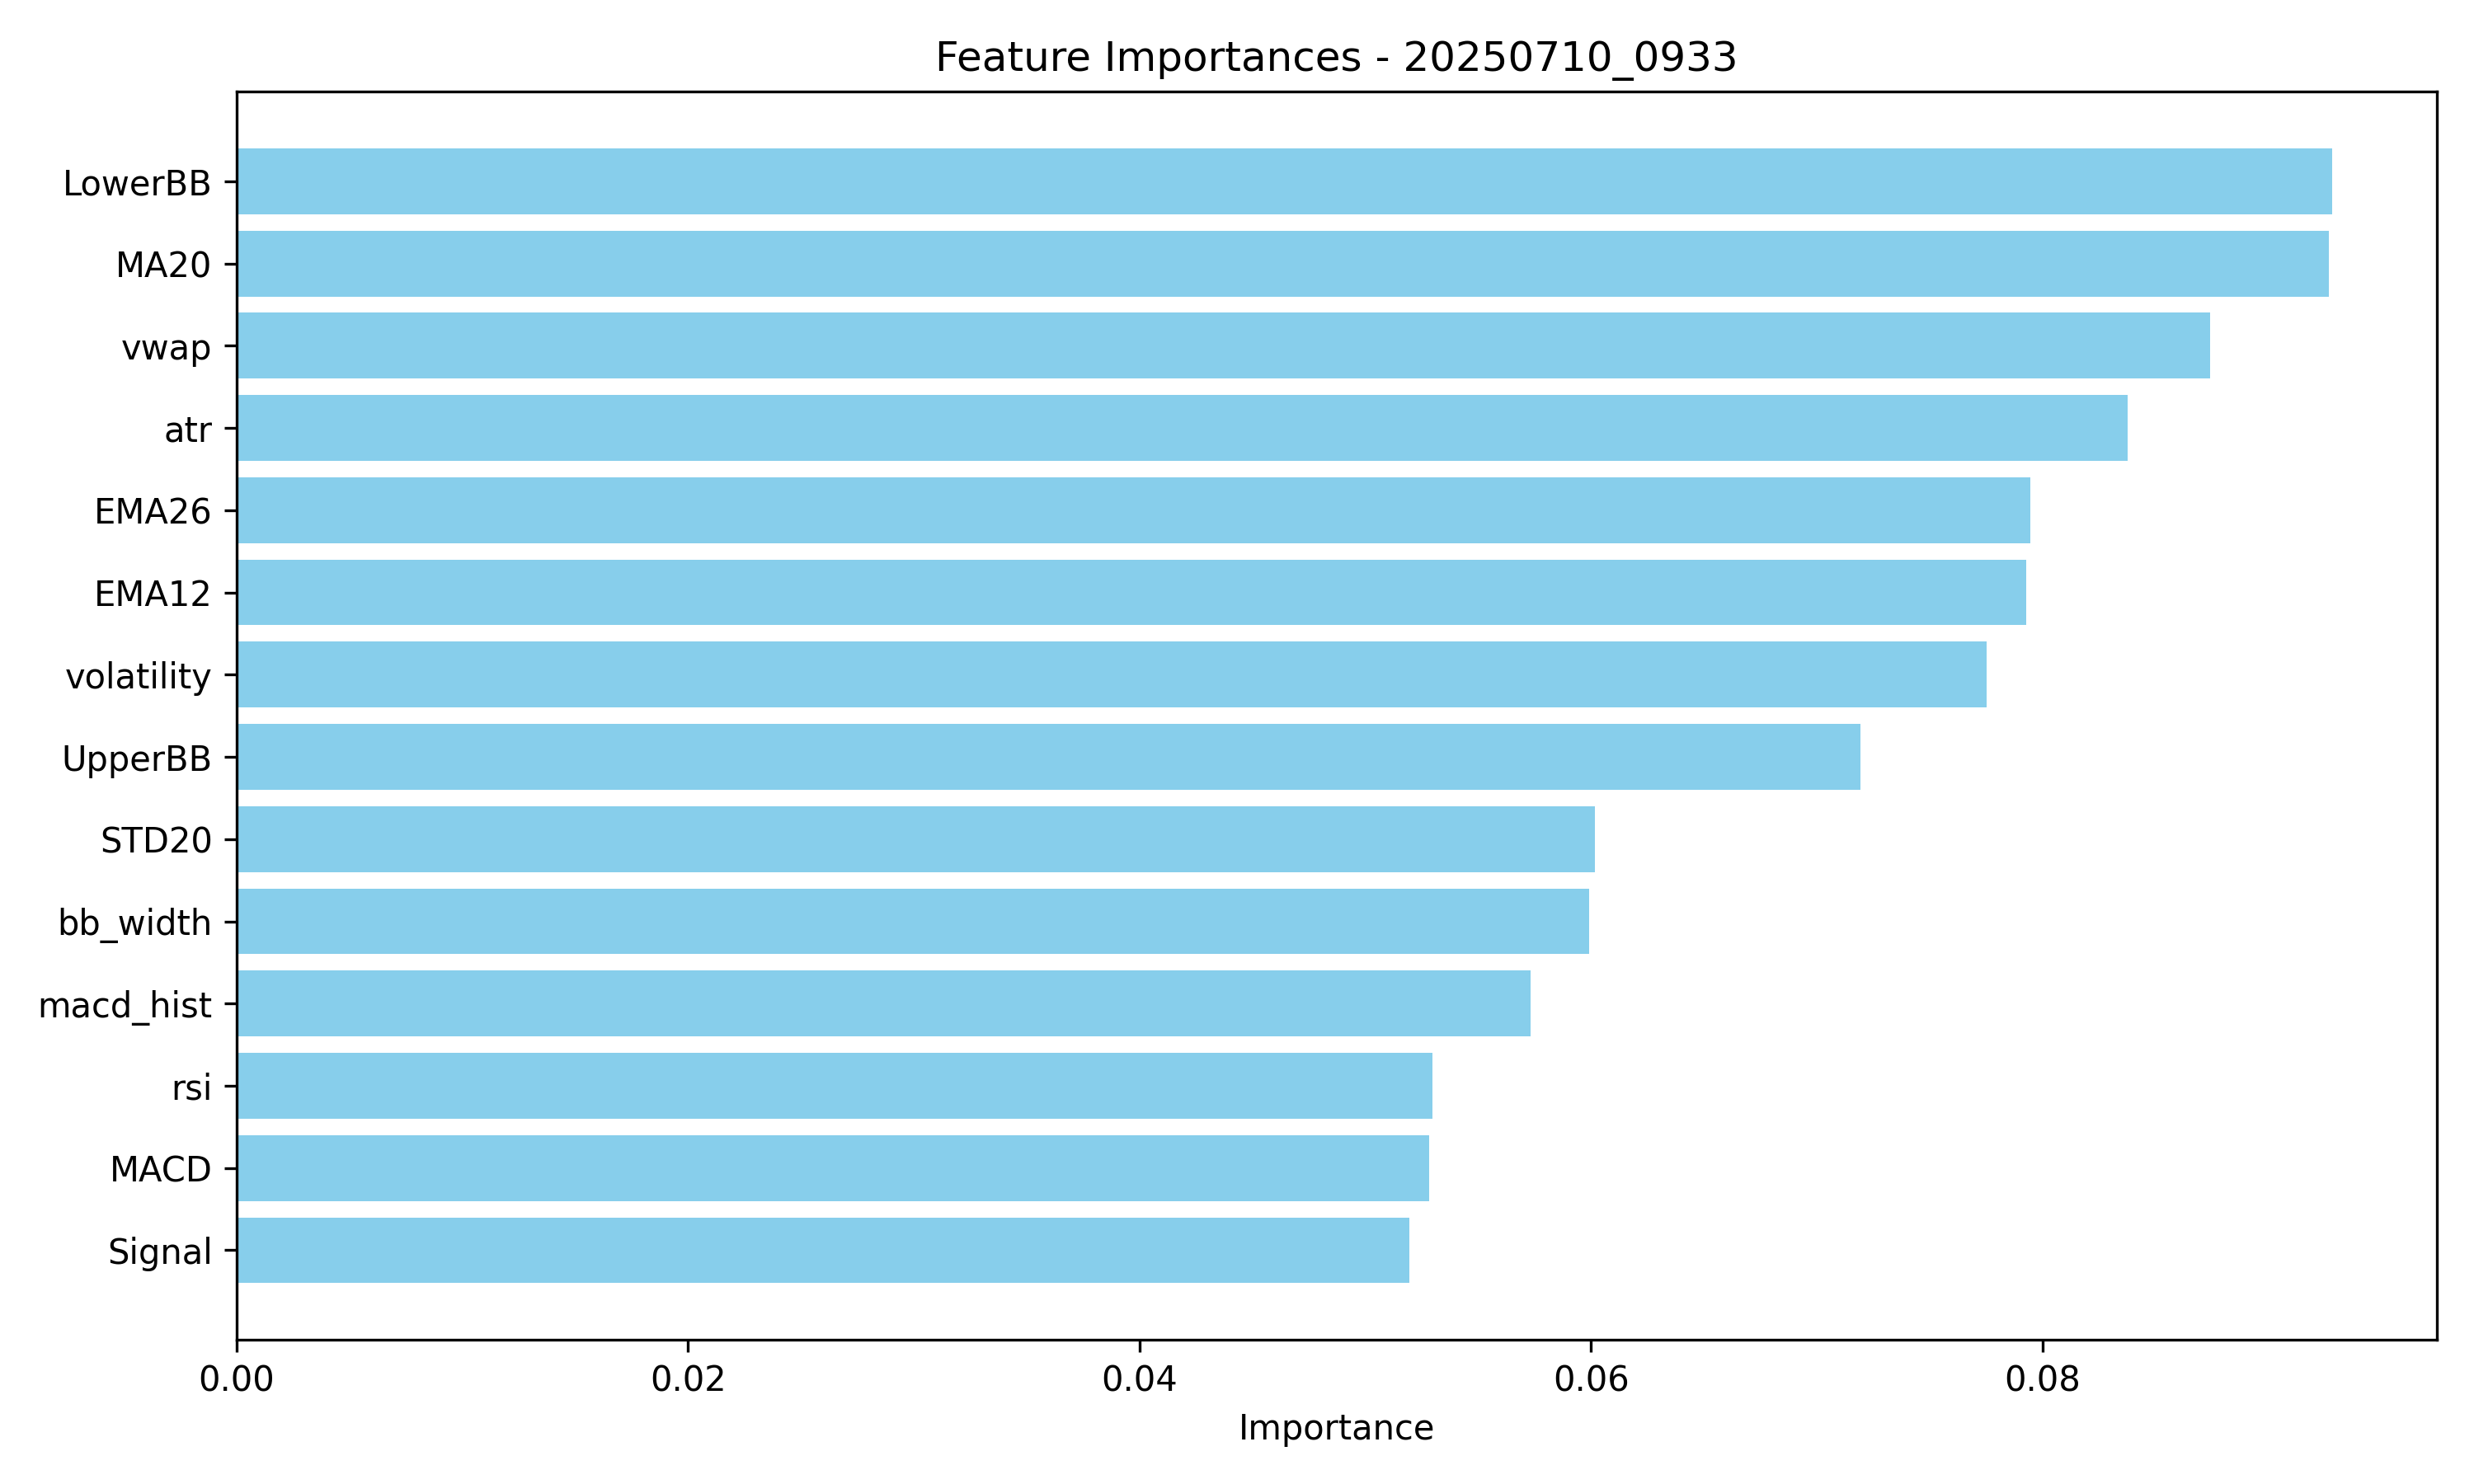 Feature Importances - 20250710_0933
LowerBB
MA20
vwap
atr
EMA26
EMA12
volatility
UpperBB
STD20
bb_width
macd_hist
rsi
MACD
Signal
0.00 0.02 0.04 0.06 0.08
Importance